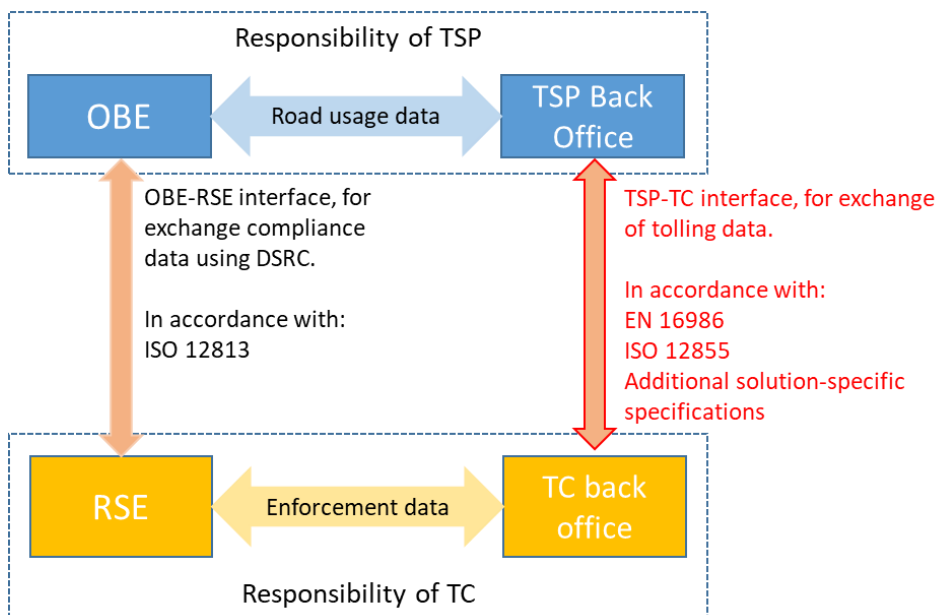 Responsibility of TSP
OBE
Road usage data
TSP Back
Office
OBE-RSE interface, for
exchange compliance
data using DSRC.
In accordance with:
ISO 12813
TSP-TC interface, for exchange
of tolling data.
In accordance with:
EN 16986
ISO 12855
Additional solution-specific
specifications
RSE
Enforcement data
TC back
office
Responsibility of TC